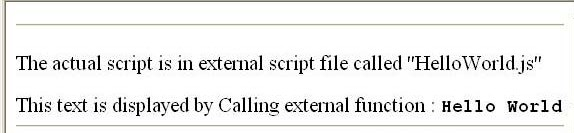 The actual script is in external script file called "HelloWorld.js"
This text is displayed by Calling external function : Hello World